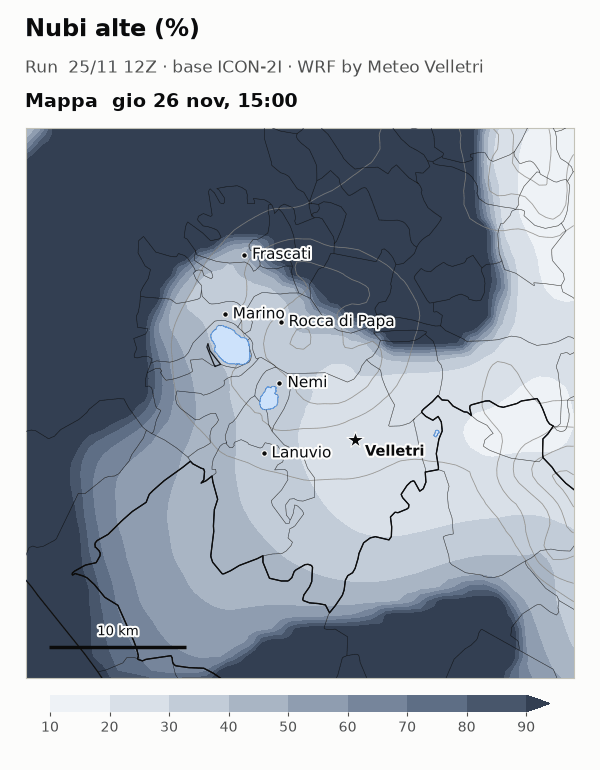 Nubi alte (%)
Run  25/11 12Z · base ICON-2I · WRF by Meteo Velletri
Mappa  gio 26 nov, 15:00
Frascati
Marino
Rocca di Papa
Nemi
Velletri
Lanuvio
10 km
10 20 30 40 50 60 70 80 90